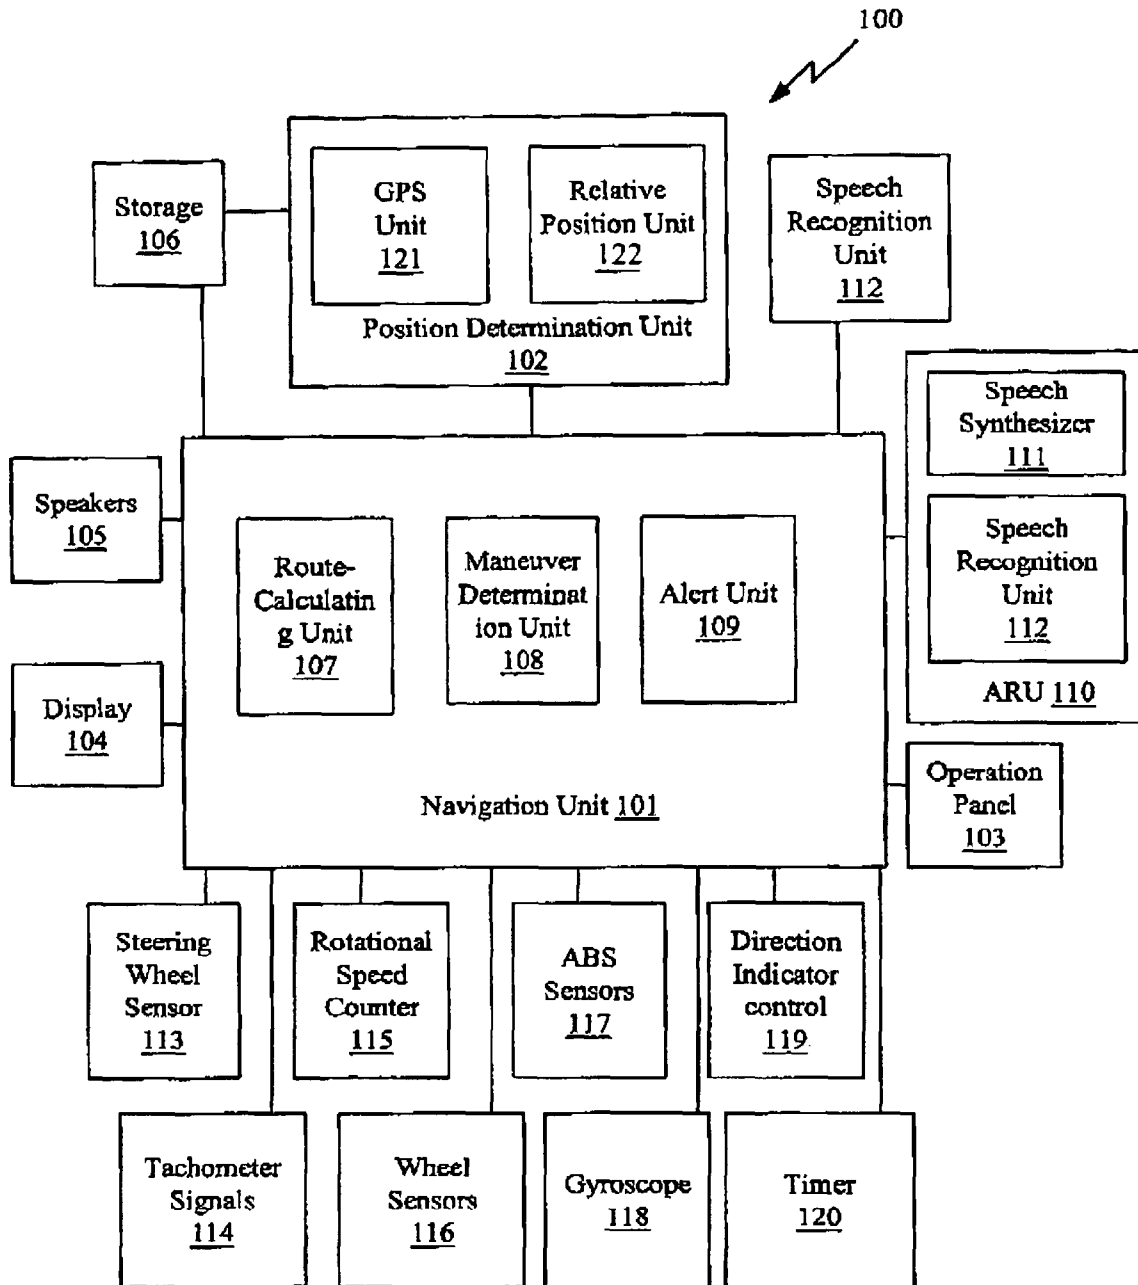 100
Storage
106
GPS
Unit
121
Relative
Position Unit
122
Position Determination Unit
102
Speech
Recognition
Unit
112
Speech
Synthesizer
111
Speech
Recognition
Unit
112
ARU 110
Speakers
105
Display
104
Route-
Calculatin
g Unit
107
Maneuver
Determinat
ion Unit
108
Alert Unit
109
Navigation Unit 101
Operation
Panel
103
Steering
Wheel
Sensor
113
Rotational
Speed
Counter
115
ABS
Sensors
117
Direction
Indicator
control
119
Tachometer
Signals
114
Wheel
Sensors
116
Gyroscope
118
Timer
120